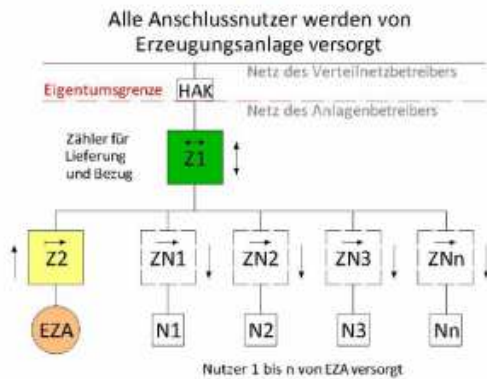 Alle Anschlussnutzer werden von
Erzeugungsanlage versorgt
Netz des Verteilnetzbetreibers
Eigentumsgrenze
HAK
Netz des Anlagenbetreibers
Zähler für
Lieferung
und Bezug
Z1
Z2
ZN1
ZN2
ZN3
ZNn
EZA
N1
N2
N3
Nn
Nutzer 1 bis n von EZA versorgt